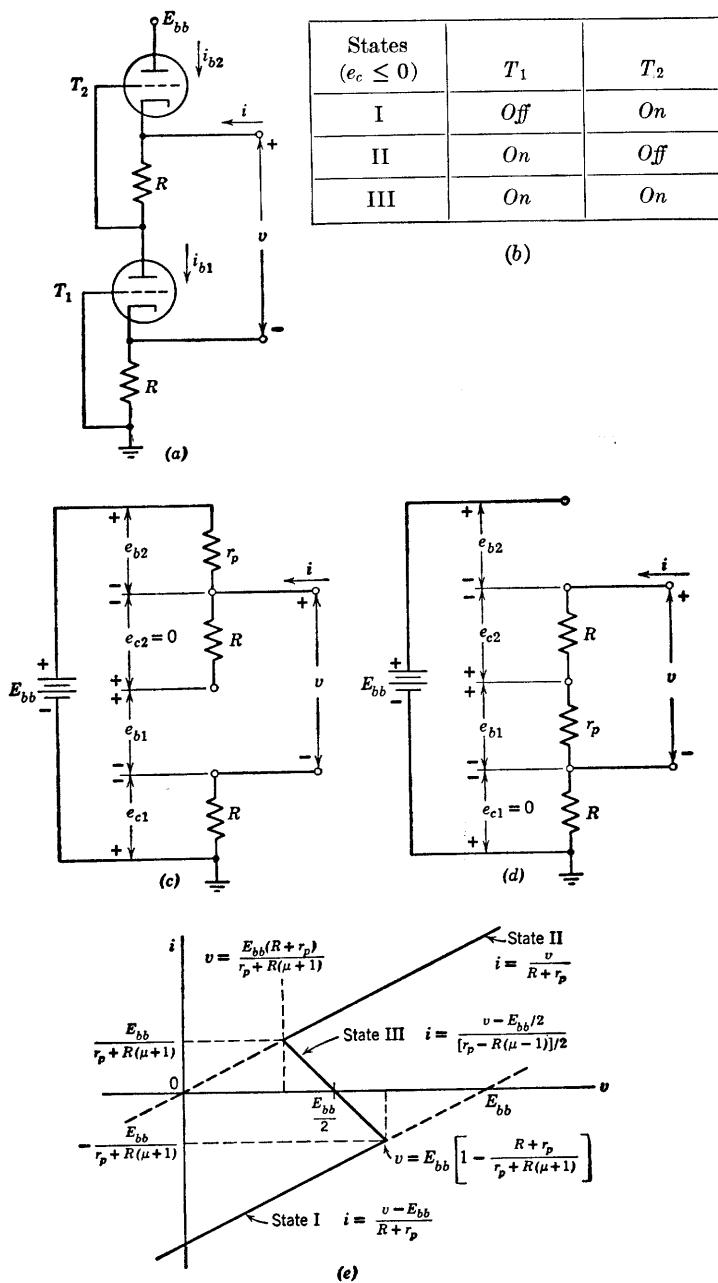 E_bb
i_b2
T_2
i
+
R
v
i_b1
T_1
−
R
(a)
States
(e_c ≤ 0)
T_1
T_2
I
Off
On
II
On
Off
III
On
On
(b)
+
e_b2
r_p
i
−
−
+
e_c2 = 0
R
+
E_bb
−
v
+
+
e_b1
−
−
−
e_c1
R
+
(c)
+
e_b2
i
−
−
+
e_c2
R
+
E_bb
−
v
+
+
e_b1
r_p
−
−
−
e_c1 = 0
R
+
(d)
i
v = E_bb(R + r_p) / r_p + R(μ+1)
State II
i = v / R + r_p
E_bb / r_p + R(μ+1)
State III i = v − E_bb/2 / [r_p − R(μ−1)]/2
0
v
E_bb / 2
E_bb
− E_bb / r_p + R(μ+1)
v = E_bb [1 − R + r_p / r_p + R(μ+1)]
State I i = v − E_bb / R + r_p
(e)